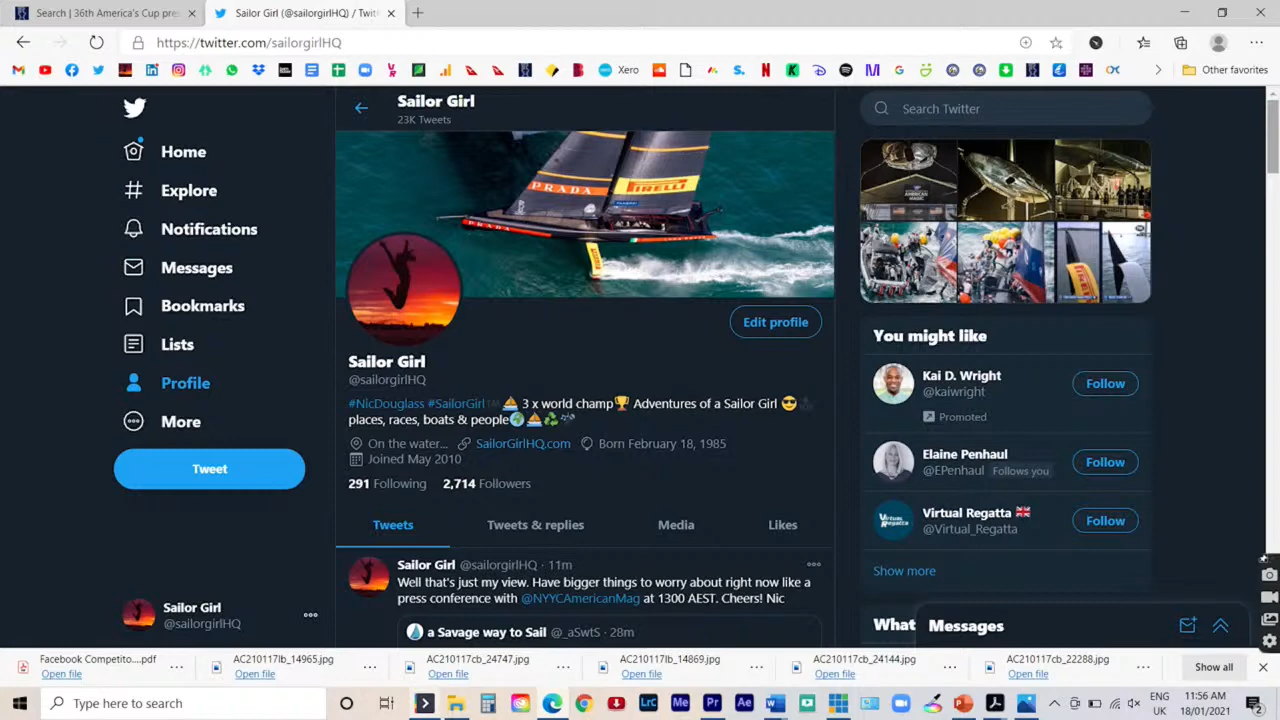 Search | 36th America's Cup pres
Sailor Girl (@sailorgirlHQ) / Twit
https://twitter.com/sailorgirlHQ
Xero
Other favorites
Sailor Girl
23K Tweets
Search Twitter
Home
Explore
Notifications
Messages
Bookmarks
Lists
Profile
More
Tweet
Sailor Girl
@sailorgirlHQ
PRADA
PIRELLI
PRADA
Edit profile
Sailor Girl
@sailorgirlHQ
#NicDouglass #SailorGirl 3 x world champ Adventures of a Sailor Girl
places, races, boats & people
On the water... SailorGirlHQ.com Born February 18, 1985
Joined May 2010
291 Following 2,714 Followers
Tweets Tweets & replies Media Likes
Sailor Girl @sailorgirlHQ · 11m
Well that's just my view. Have bigger things to worry about right now like a
press conference with @NYYCAmericanMag at 1300 AEST. Cheers! Nic
a Savage way to Sail @_aSwtS · 28m
You might like
Kai D. Wright
@kaiwright
Promoted
Follow
Elaine Penhaul
@EPenhaul Follows you
Follow
Virtual Regatta
@Virtual_Regatta
Follow
Show more
What
Messages
Facebook Competito....pdf
Open file
AC210117lb_14965.jpg
Open file
AC210117cb_24747.jpg
Open file
AC210117lb_14869.jpg
Open file
AC210117cb_24144.jpg
Open file
AC210117cb_22288.jpg
Open file
Show all
Type here to search
ENG
UK
11:56 AM
18/01/2021